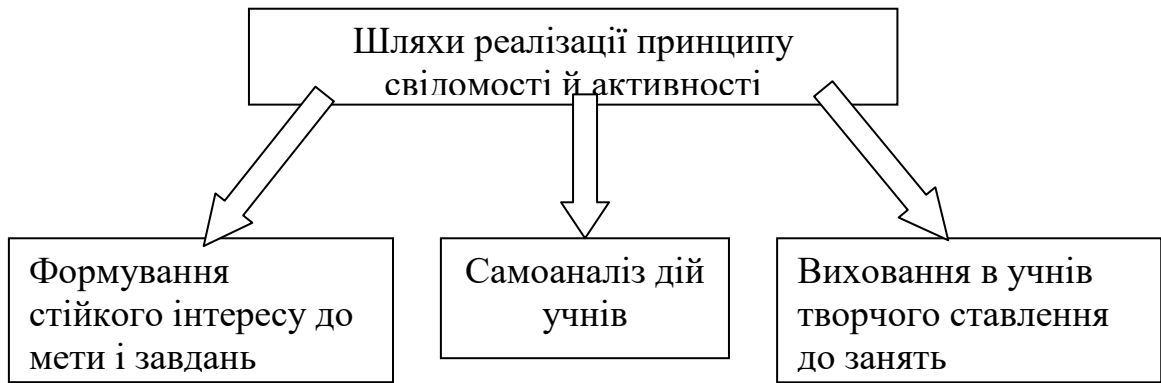 Шляхи реалізації принципу
свідомості й активності
Формування
стійкого інтересу до
мети і завдань
Самоаналіз дій
учнів
Виховання в учнів
творчого ставлення
до занять